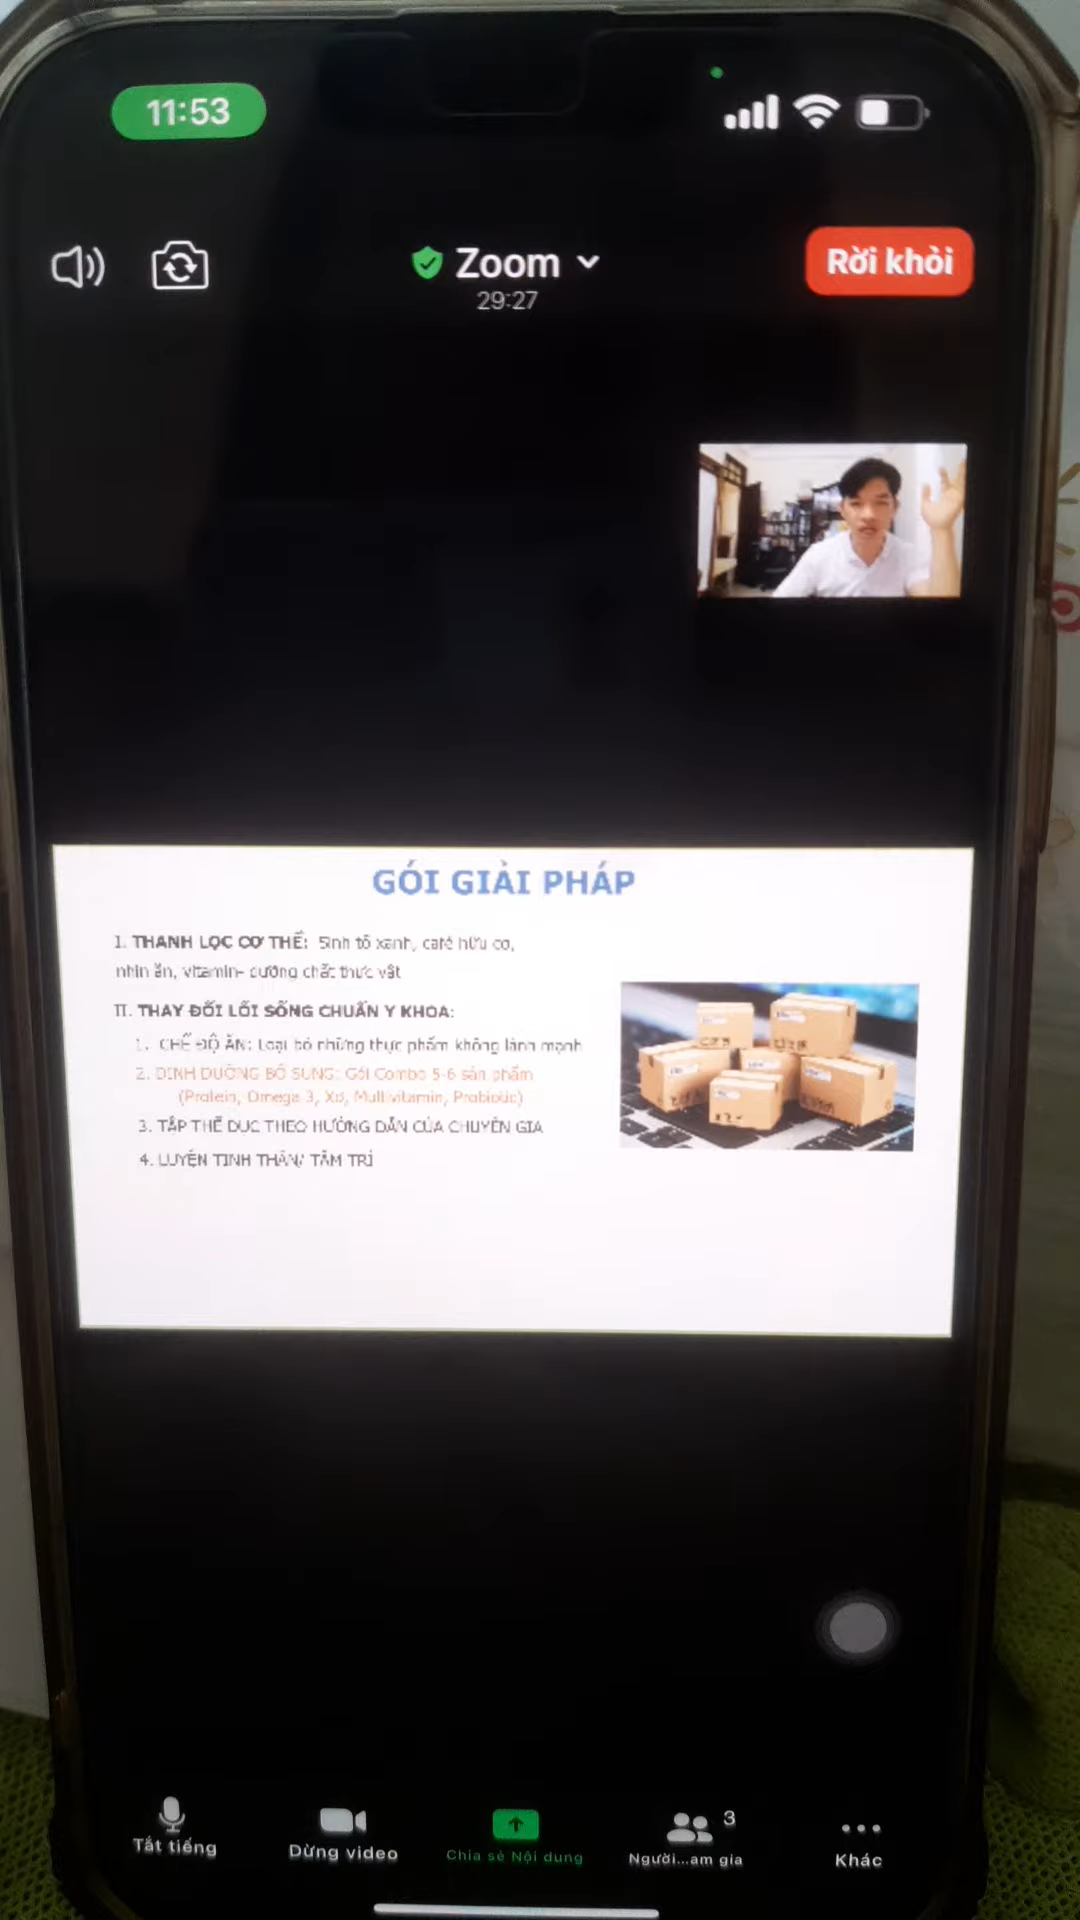 11:53
Zoom
29:27
Rời khỏi
GÓI GIẢI PHÁP
I. THANH LỌC CƠ THỂ: Sinh tố xanh, café hữu cơ,
nhịn ăn, vitamin- dưỡng chất thực vật
II. THAY ĐỔI LỐI SỐNG CHUẨN Y KHOA:
1. CHẾ ĐỘ ĂN: Loại bỏ những thực phẩm không lành mạnh
2. DINH DƯỠNG BỔ SUNG: Gói Combo 5-6 sản phẩm
(Protein, Omega 3, Xơ, Multivitamin, Probiotic)
3. TẬP THỂ DỤC THEO HƯỚNG DẪN CỦA CHUYÊN GIA
4. LUYỆN TINH THẦN/ TÂM TRÍ
3
Tắt tiếng
Dừng video
Chia sẻ Nội dung
Người...am gia
Khác